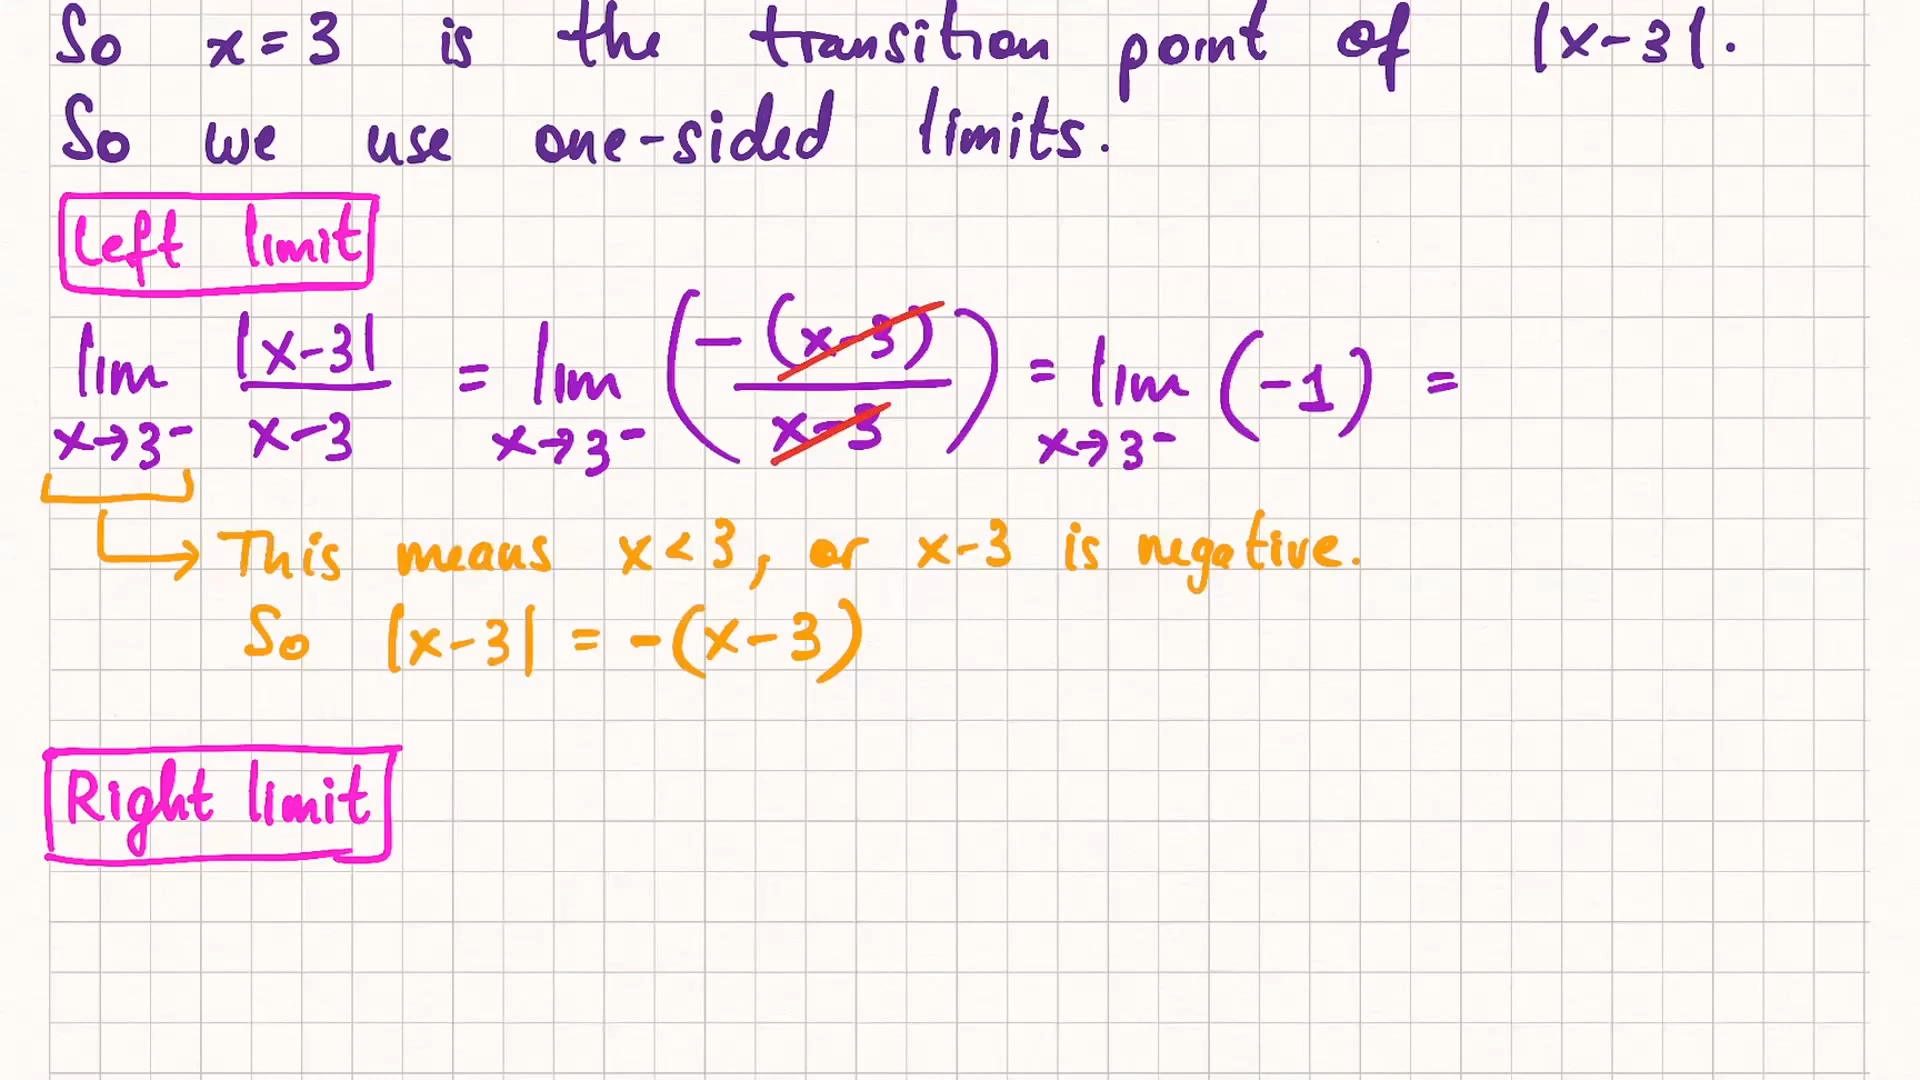 So x=3 is the transition point of |x-3|.
So we use one-sided limits.
Left limit
lim x→3⁻ |x-3|/(x-3) = lim x→3⁻ (-(x-3)/(x-3)) = lim x→3⁻ (-1) =
This means x<3, or x-3 is negative.
So |x-3| = -(x-3)
Right limit